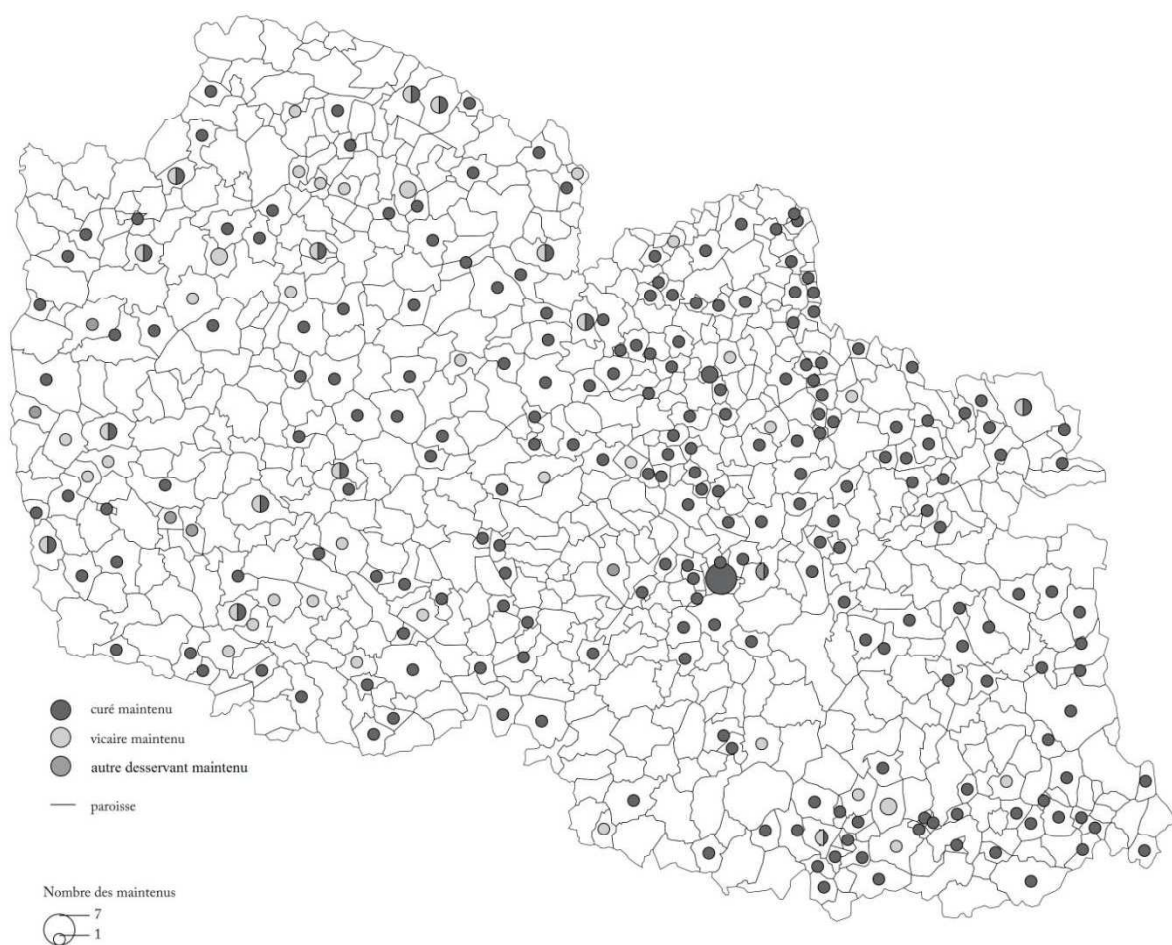 curé maintenu
vicaire maintenu
autre desservant maintenu
paroisse
Nombre des maintenus
7
1